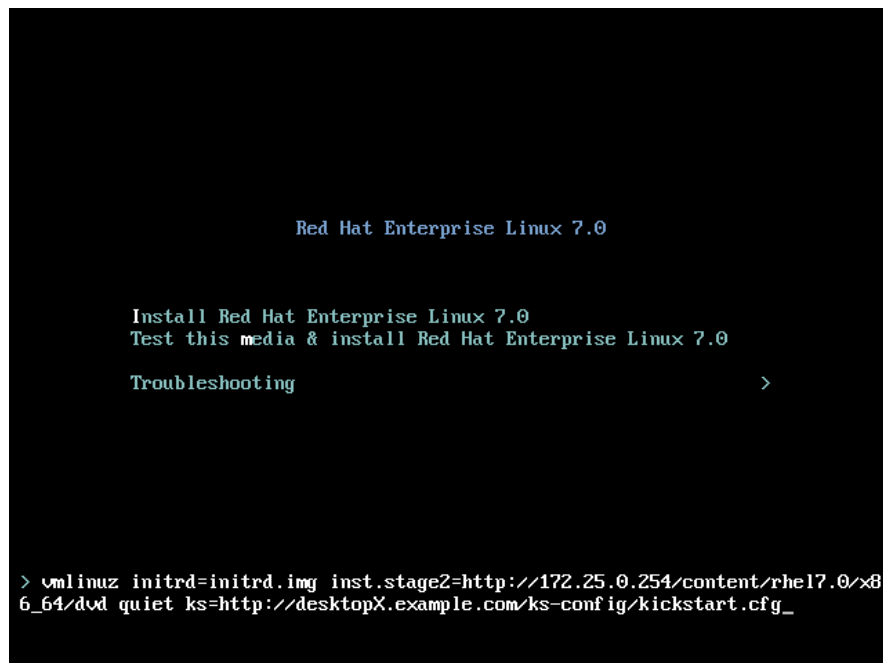 Red Hat Enterprise Linux 7.0
Install Red Hat Enterprise Linux 7.0
Test this media & install Red Hat Enterprise Linux 7.0
Troubleshooting >
> vmlinuz initrd=initrd.img inst.stage2=http://172.25.0.254/content/rhel7.0/x8
6_64/dvd quiet ks=http://desktopX.example.com/ks-config/kickstart.cfg_